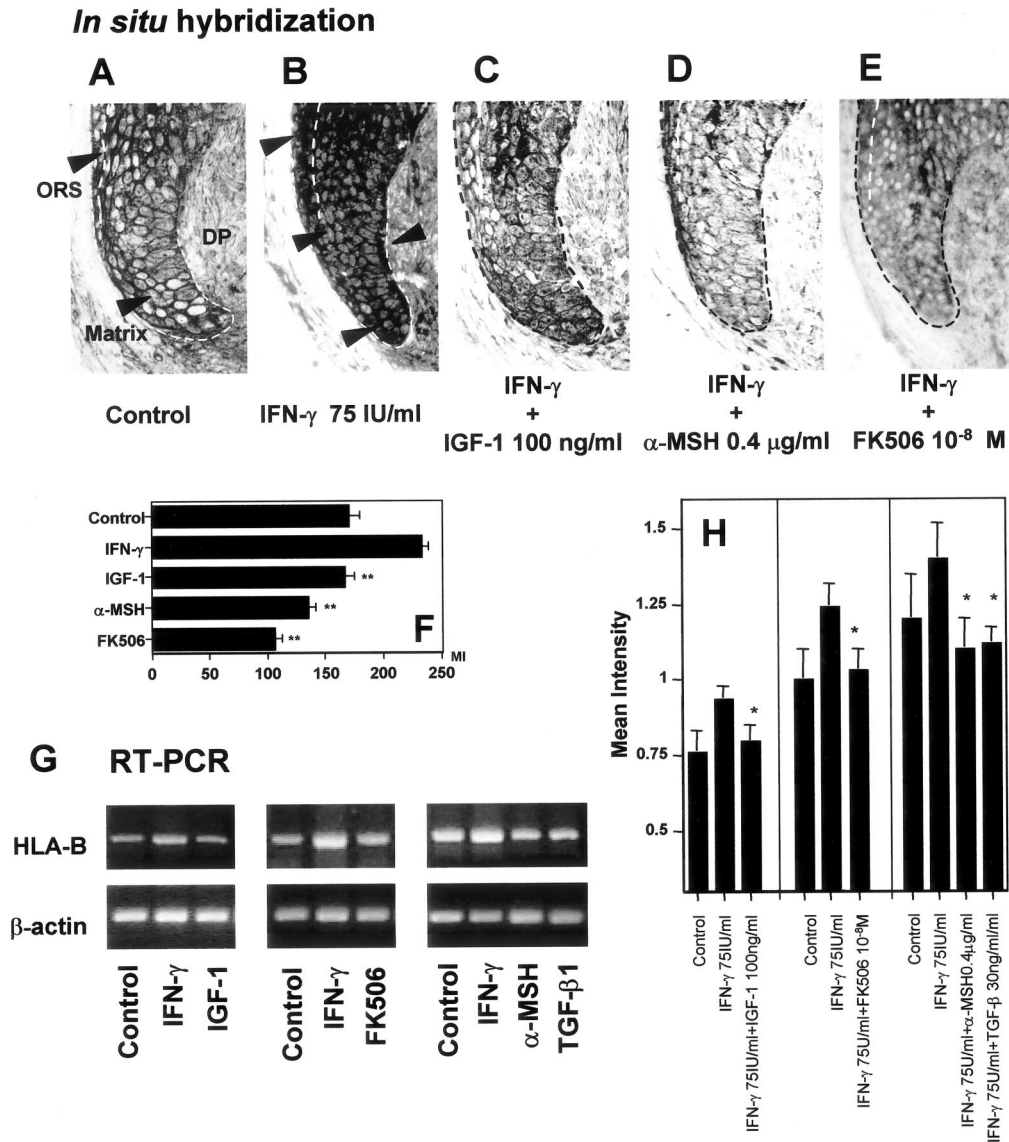 In situ hybridization
A B C D E
ORS
DP
Matrix
Control
IFN-γ 75 IU/ml
IFN-γ
+
IGF-1 100 ng/ml
IFN-γ
+
α-MSH 0.4 μg/ml
IFN-γ
+
FK506 10⁻⁸ M
Control
IFN-γ
IGF-1 **
α-MSH **
FK506 **
F
MI
0 50 100 150 200 250
G RT-PCR
HLA-B
β-actin
Control
IFN-γ
IGF-1
Control
IFN-γ
FK506
Control
IFN-γ
α-MSH
TGF-β1
H
Mean Intensity
1.5
1.25
1
0.75
0.5
*
*
* *
Control
IFN-γ 75IU/ml
IFN-γ 75IU/ml+IGF-1 100ng/ml
Control
IFN-γ 75IU/ml
IFN-γ 75U/ml+FK506 10⁻⁸M
Control
IFN-γ 75IU/ml
IFN-γ 75U/ml+α-MSH0.4μg/ml
IFN-γ 75U/ml+TGF-β 30ng/ml/ml